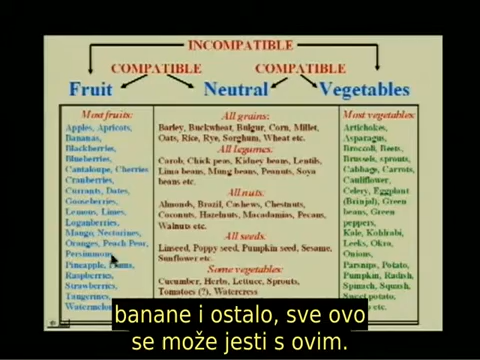 INCOMPATIBLE
COMPATIBLE
COMPATIBLE
Fruit
Neutral
Vegetables
Most fruits:
Apples, Apricots,
Bananas,
Blackberries,
Blueberries,
Cantaloupe, Cherries
Cranberries,
Currants, Dates,
Gooseberries,
Lemons, Limes,
Loganberries,
Mango, Nectarines,
Oranges, Peach Pear,
Persimmons,
Pineapple,
Raspberries,
Strawberries,
Tangerines,
Watermelon
All grains:
Barley, Buckwheat, Bulgur, Corn, Millet,
Oats, Rice, Rye, Sorghum, Wheat etc.
All legumes:
Carob, Chick peas, Kidney beans, Lentils,
Lima beans, Mung beans, Peanuts, Soya
beans etc.
All nuts:
Almonds, Brazil, Cashews, Chestnuts,
Coconuts, Hazelnuts, Macadamias, Pecans,
Walnuts etc.
All seeds:
Linseed, Poppy seed, Pumpkin seed, Sesame,
Sunflower etc.
Some vegetables:
Cucumber, Herbs, Lettuce, Sprouts,
Tomatoes (?), Watercress
Most vegetables:
Artichokes,
Asparagus,
Broccoli, Beets,
Brussels, sprouts,
Cabbage, Carrots,
Cauliflower,
Celery, Eggplant
(Brinjal), Green
beans, Green
peppers,
Kale, Kohlrabi,
Leeks, Okro,
Onions,
Parsnips, Potato,
Pumpkin, Radish,
Spinach, Squash,
Sweet potato,
etc.
banane i ostalo, sve ovo
se može jesti s ovim.